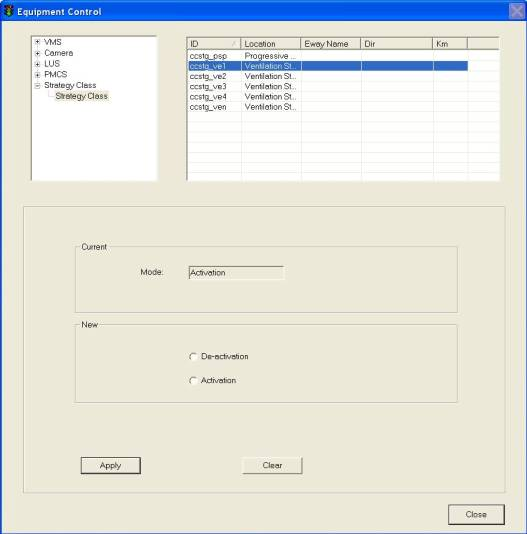 Equipment Control
VMS
Camera
LUS
PMCS
Strategy Class
Strategy Class
ID Location Eway Name Dir Km
ccstg_psp Progressive ...
ccstg_ve1 Ventilation St...
ccstg_ve2 Ventilation St...
ccstg_ve3 Ventilation St...
ccstg_ve4 Ventilation St...
ccstg_ven Ventilation St...
Current
Mode: Activation
New
De-activation
Activation
Apply Clear
Close